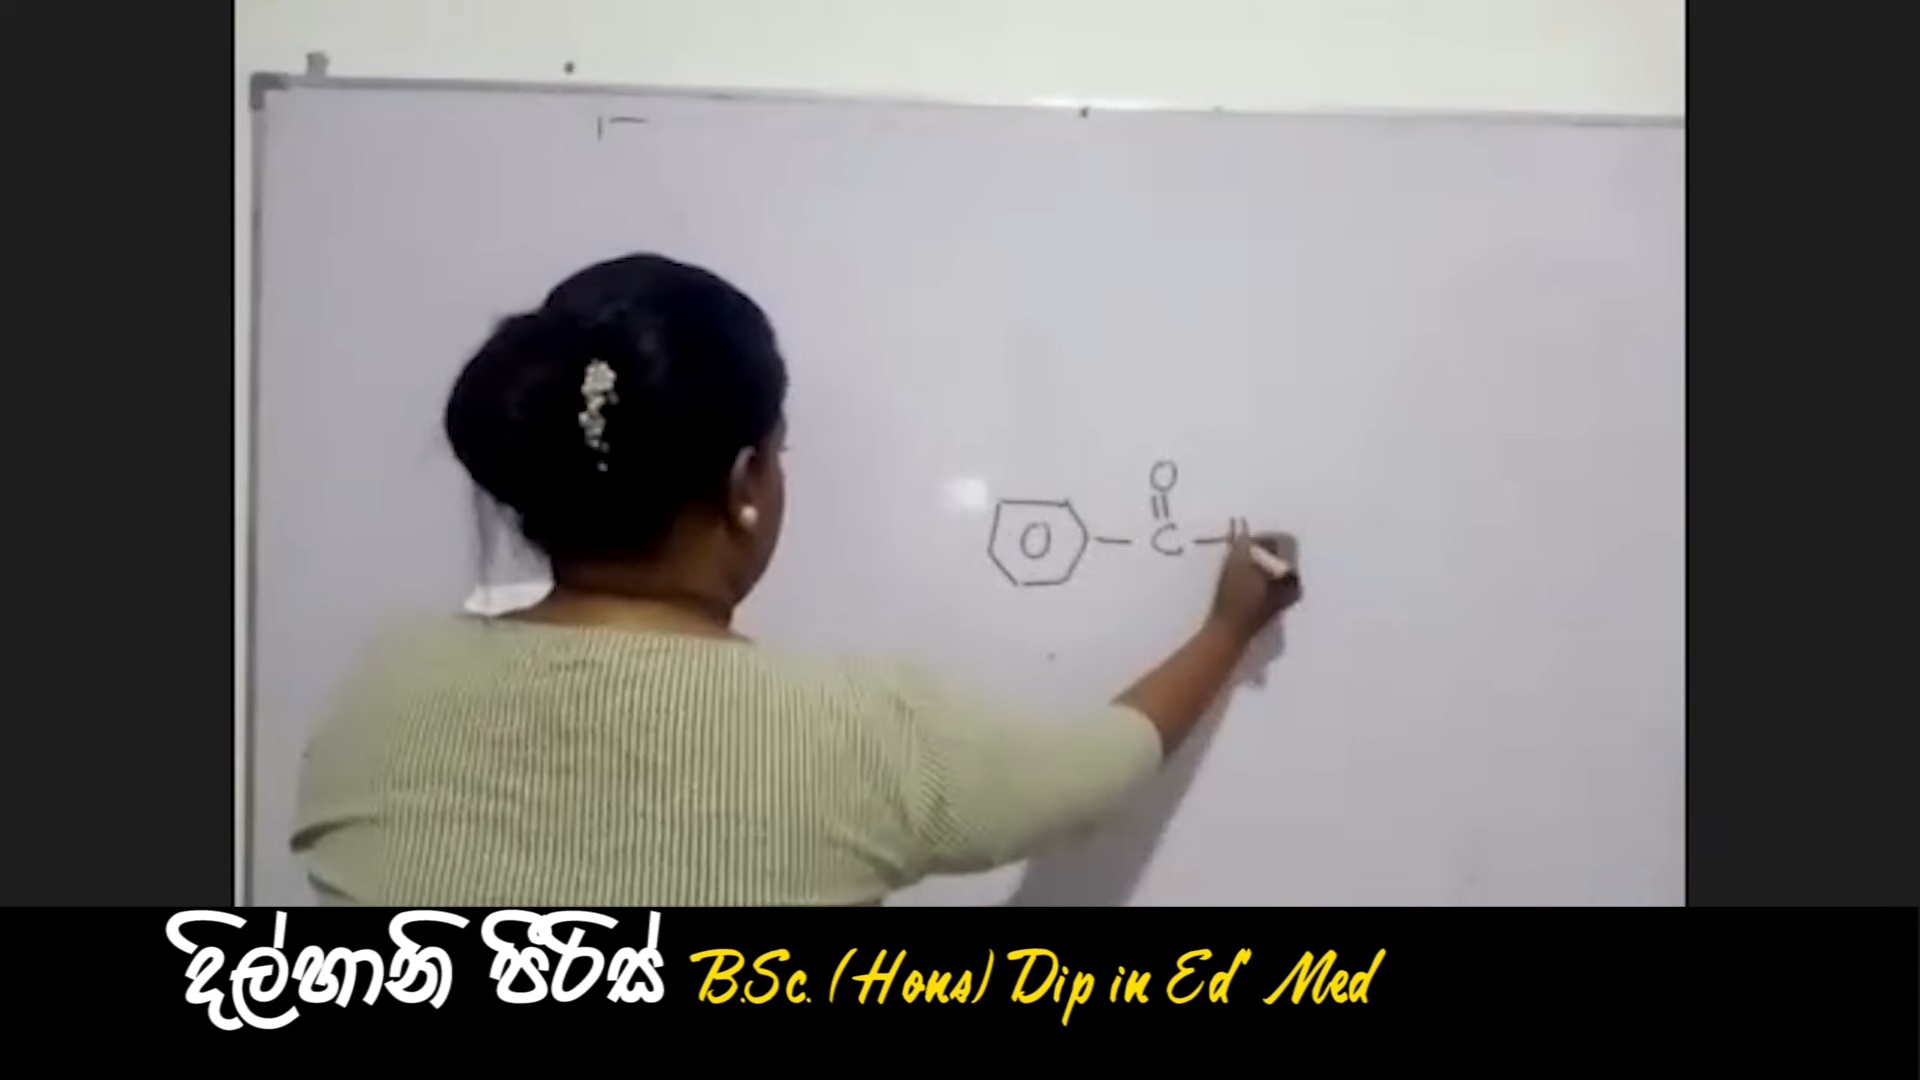 O
O
‖
— C —
දිල්හානි පීරිස් B.Sc. (Hons) Dip in Ed Med